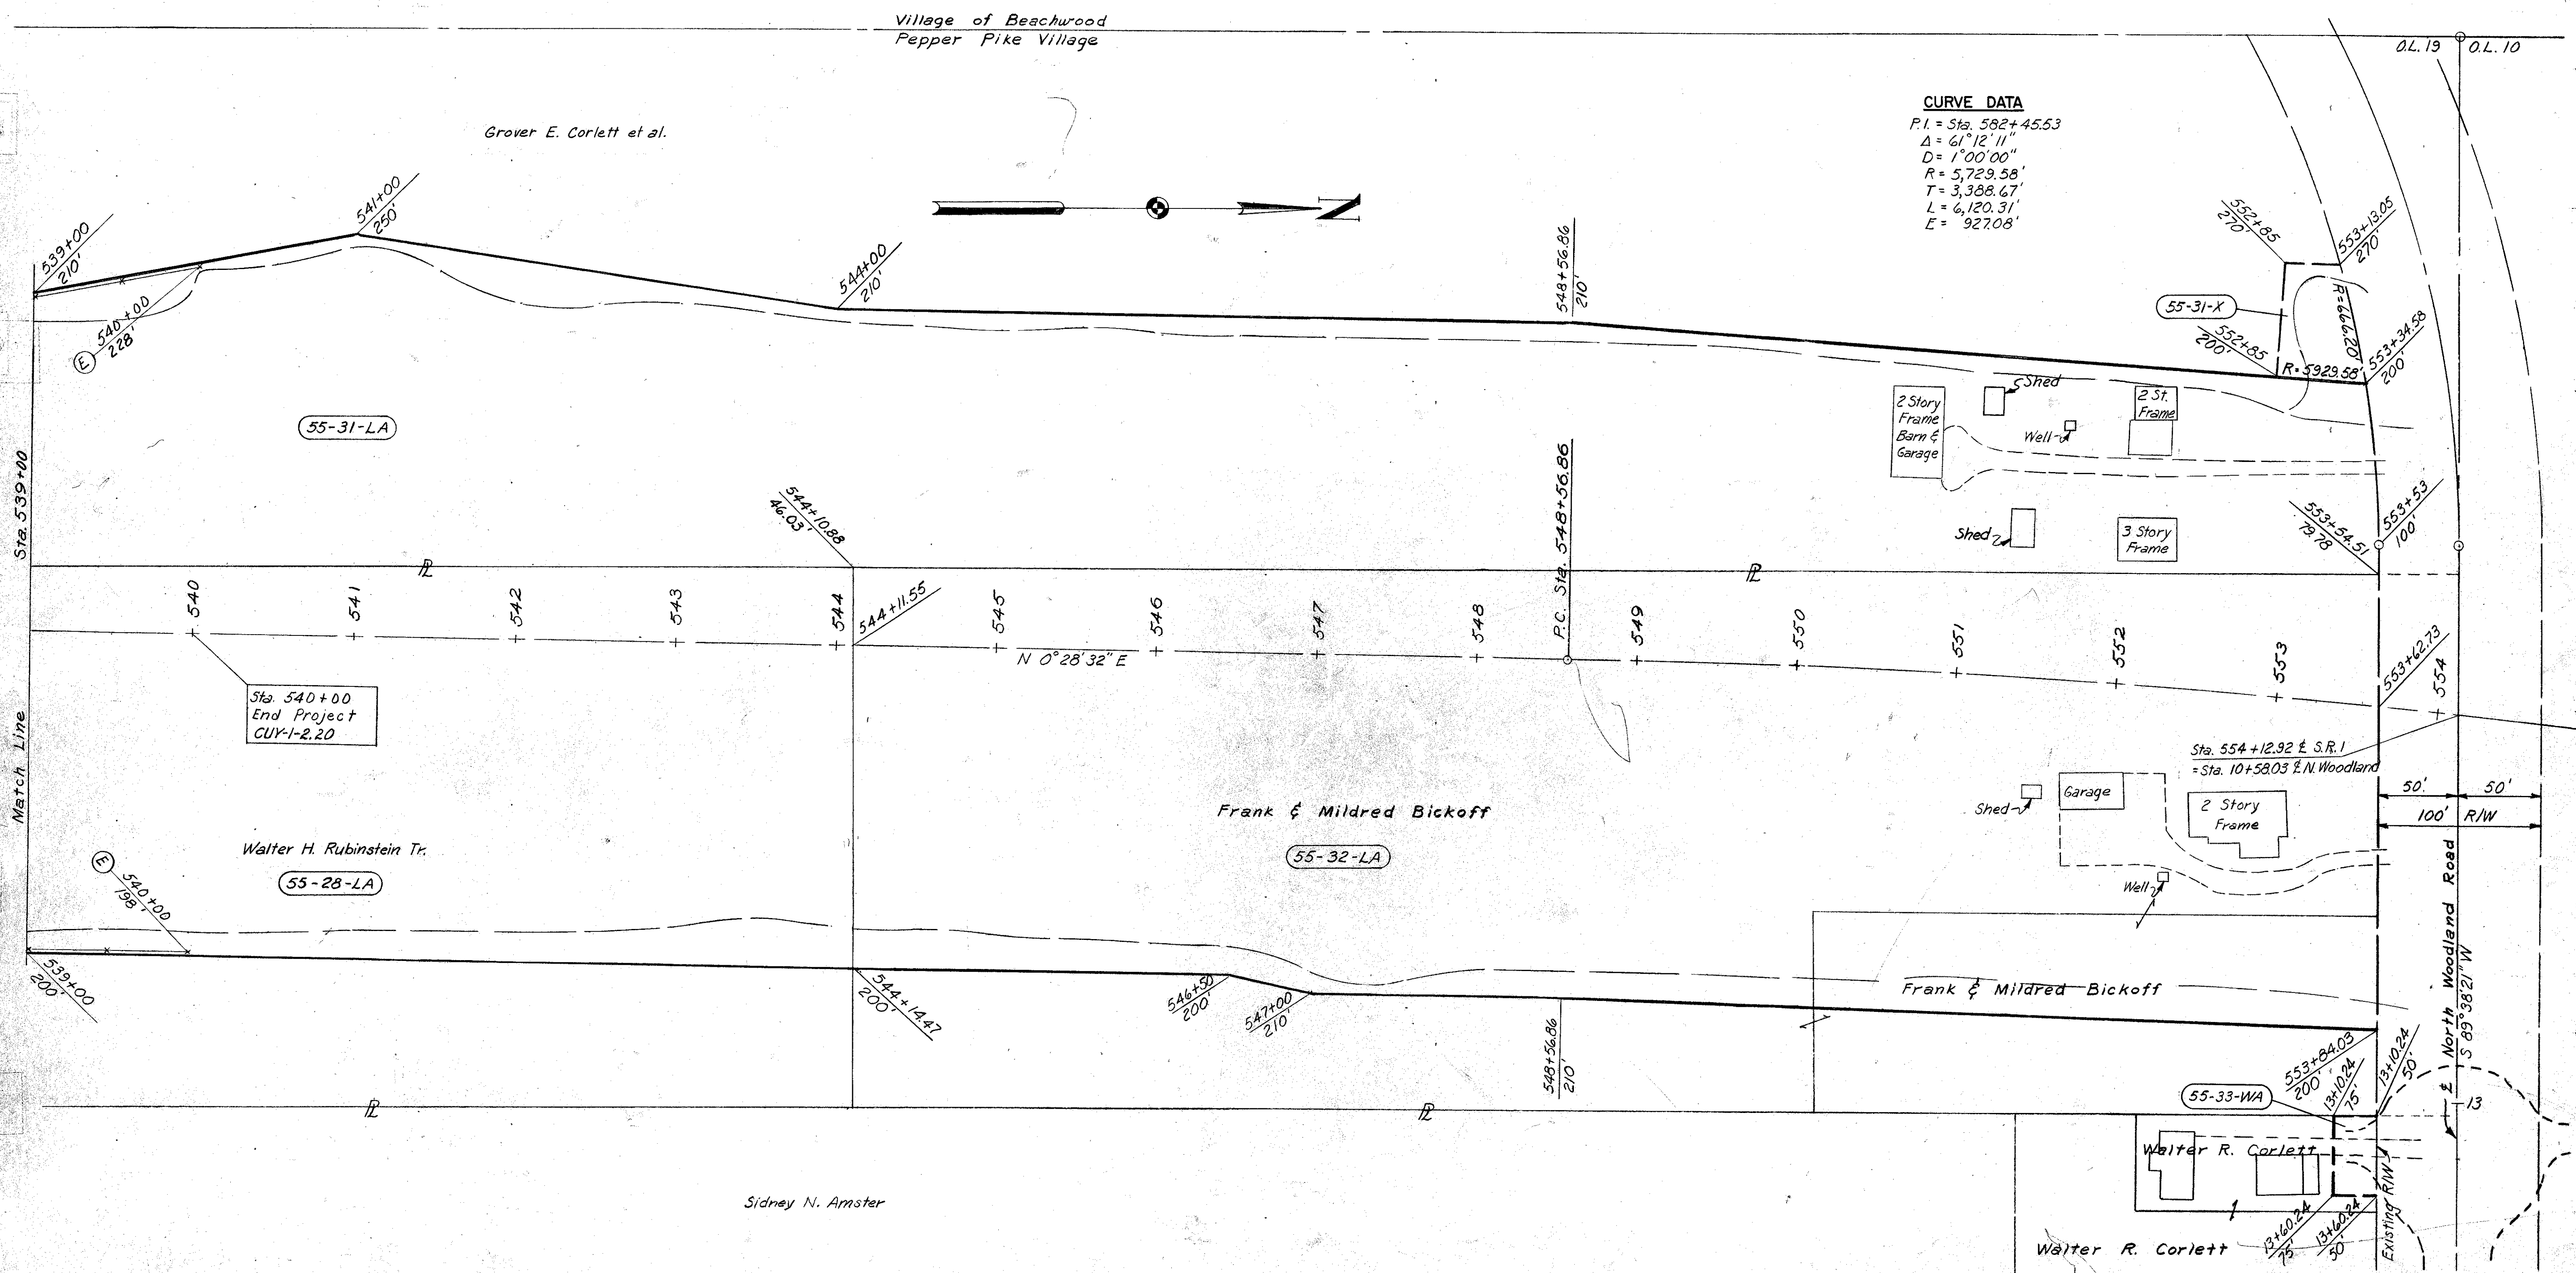 Village of Beachwood
Pepper Pike Village
O.L. 19
O.L. 10
CURVE DATA
P.I. = Sta. 582+45.53
Δ = 61°12'11"
D = 1°00'00"
R = 5,729.58'
T = 3,388.67'
L = 6,120.31'
E = 927.08'
Grover E. Corlett et al.
N
539+00
210'
541+00
250'
544+00
210'
548+56.86
210'
552+85
270'
553+13.05
270'
E
540+00
228'
55-31-X
R=666.20'
552+85
200'
R=5929.58'
553+34.58
200'
55-31-LA
2 Story
Frame
Barn &
Garage
Shed
Well
2 St.
Frame
Shed
3 Story
Frame
544+10.88
46.03'
P.C. Sta. 548+56.86
553+54.51
79.78
553+53
100'
Sta. 539+00
Match Line
PL
PL
540
541
542
543
544
544+11.55
545
546
547
548
549
550
551
552
553
553+62.73
554
N 0°28'32" E
Sta. 540+00
End Project
CUY-1-2.20
Sta. 554+12.92 ℄ S.R. 1
= Sta. 10+58.03 ℄ N. Woodland
50'
50'
100' R/W
Shed
Garage
2 Story
Frame
Well
Frank & Mildred Bickoff
55-32-LA
Walter H. Rubinstein Tr.
55-28-LA
E
540+00
198'
539+00
200'
544+14.47
200'
546+50
200'
547+00
210'
548+56.86
210'
Frank & Mildred Bickoff
553+84.03
200'
13+10.24
75'
13+10.24
50'
℄ North Woodland Road
S 89°38'21" W
55-33-WA
13
PL
PL
Walter R. Corlett
Sidney N. Amster
13+60.24
75'
13+60.24
50'
Existing R/W
Walter R. Corlett